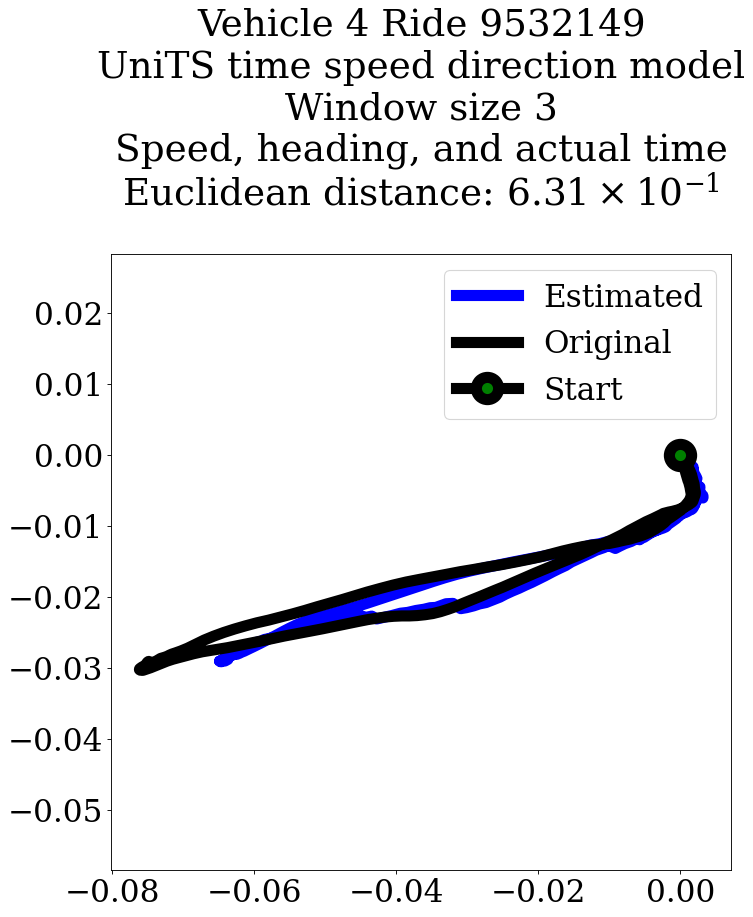 Vehicle 4 Ride 9532149
UniTS time speed direction model
Window size 3
Speed, heading, and actual time
Euclidean distance: 6.31 × 10⁻¹
Estimated
Original
Start
0.02
0.01
0.00
−0.01
−0.02
−0.03
−0.04
−0.05
−0.08 −0.06 −0.04 −0.02 0.00